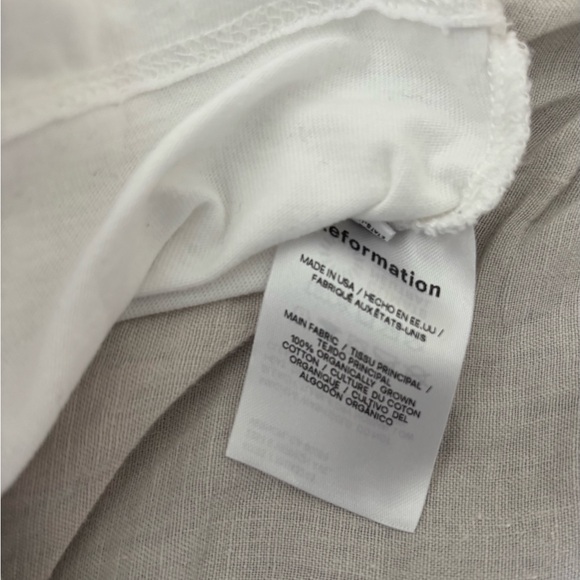 eformation
MADE IN USA / HECHO EN EE.UU /
FABRIQUÉ AUX ÉTATS-UNIS
MAIN FABRIC / TISSU PRINCIPAL /
TEJIDO PRINCIPAL
100% ORGANICALLY GROWN
COTTON / CULTURE DU COTON
ORGANIQUE / CULTIVO DEL
ALGODÓN ORGÁNICO